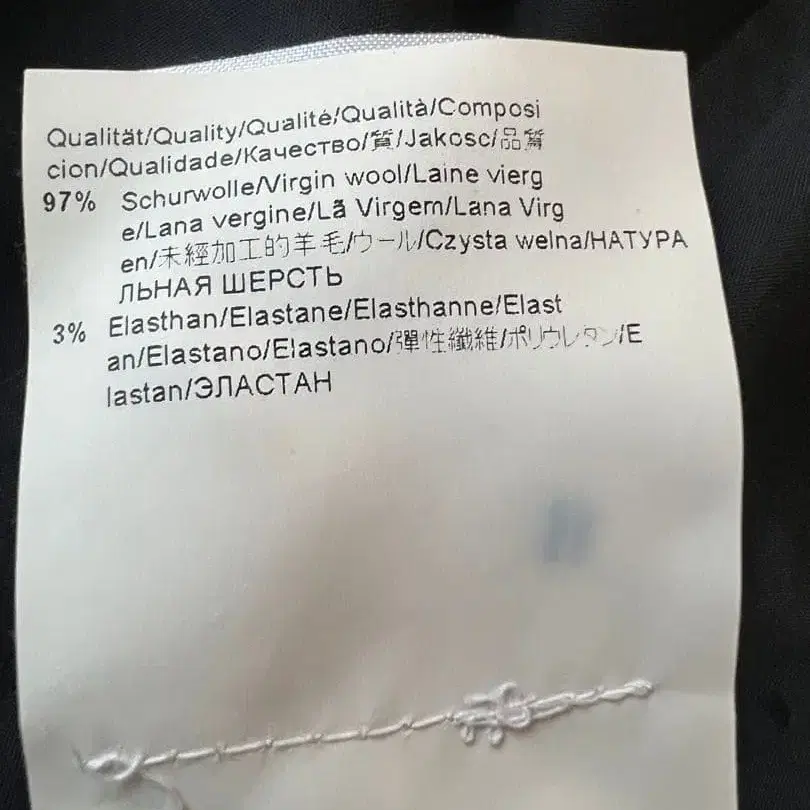 Qualität/Quality/Qualité/Qualità/Composi
cion/Qualidade/Качество/質/Jakosc/品質
97% Schurwolle/Virgin wool/Laine vierg
e/Lana vergine/Lã Virgem/Lana Virg
en/未經加工的羊毛/ウール/Czysta welna/НАТУРА
ЛЬНАЯ ШЕРСТЬ
3% Elasthan/Elastane/Elasthanne/Elast
an/Elastano/Elastano/彈性纖維/ポリウレタン/E
lastan/ЭЛАСТАН